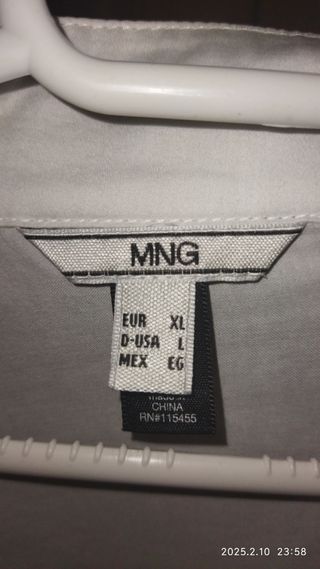 MNG
EUR XL
D-USA L
MEX EG
CHINA
RN#115455
2025.2.10 23:58